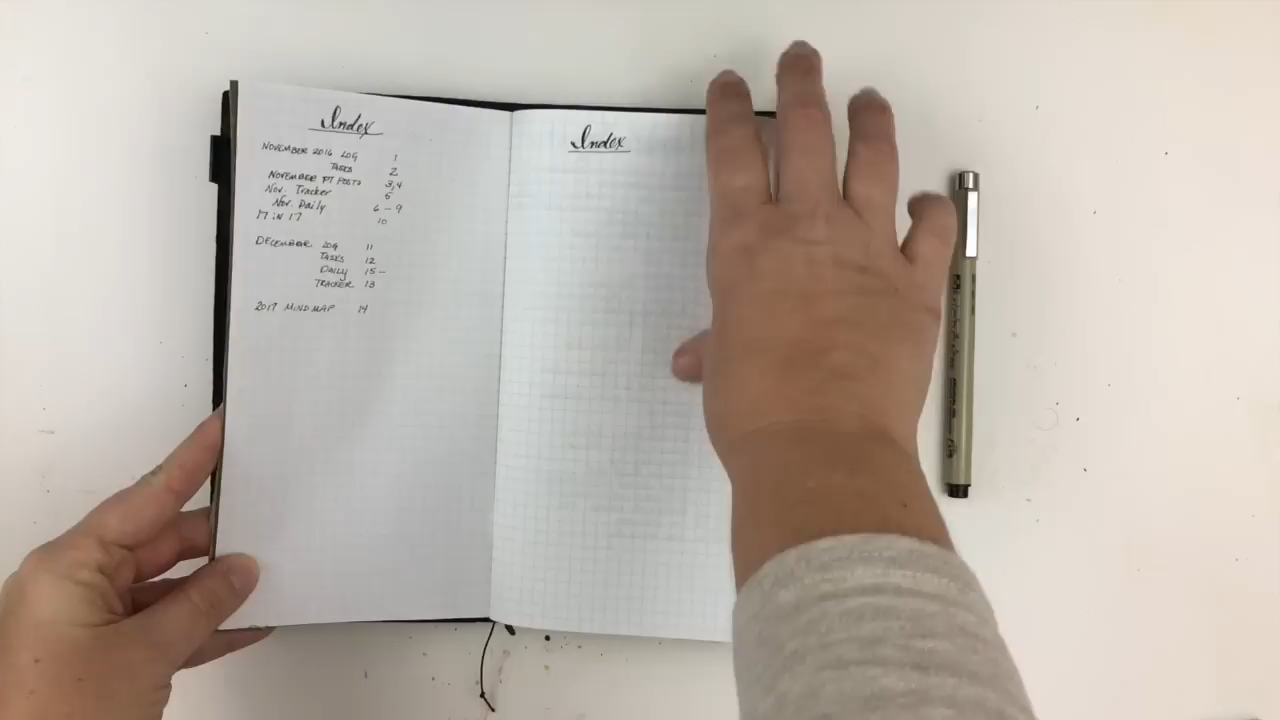 Index
NOVEMBER 2016 LOG 1
TASKS 2
NOVEMBER PT POSTS 3,4
Nov. Tracker 5
Nov. Daily 6 - 9
17 in 17 10
DECEMBER LOG 11
TASKS 12
DAILY 15 -
TRACKER 13
2017 MIND MAP 14
Index